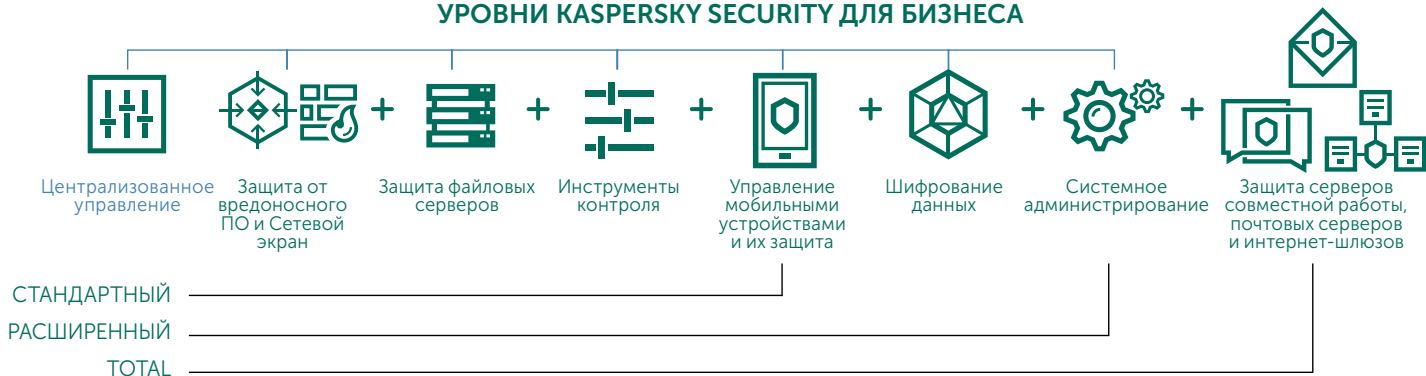 УРОВНИ KASPERSKY SECURITY ДЛЯ БИЗНЕСА
Централизованное
управление
Защита от
вредоносного
ПО и Сетевой
экран
Защита файловых
серверов
Инструменты
контроля
Управление
мобильными
устройствами
и их защита
Шифрование
данных
Системное
администрирование
Защита серверов
совместной работы,
почтовых серверов
и интернет-шлюзов
СТАНДАРТНЫЙ
РАСШИРЕННЫЙ
TOTAL